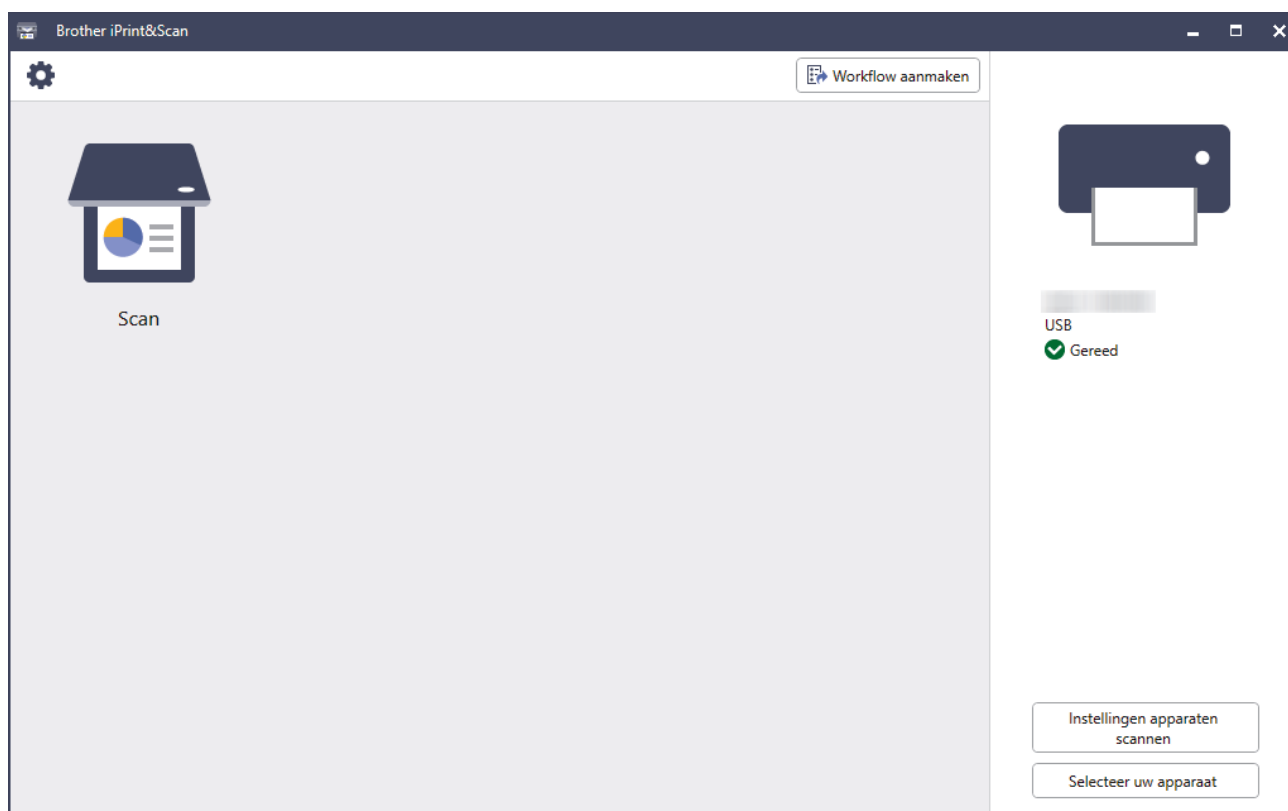 Brother iPrint&Scan
Workflow aanmaken
Scan
USB
Gereed
Instellingen apparaten
scannen
Selecteer uw apparaat